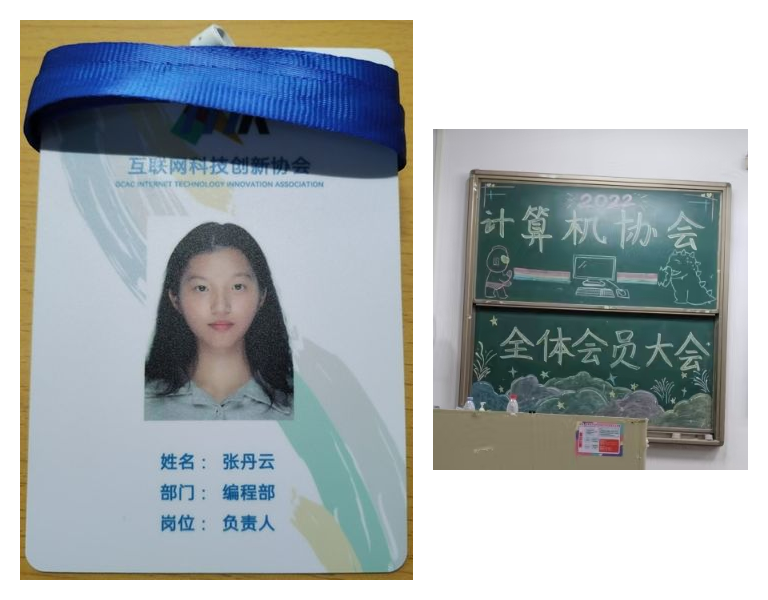 互联网科技创新协会
GCAC INTERNET TECHNOLOGY INNOVATION ASSOCIATION
姓名： 张丹云
部门： 编程部
岗位： 负责人
2022
计算机协会
全体会员大会